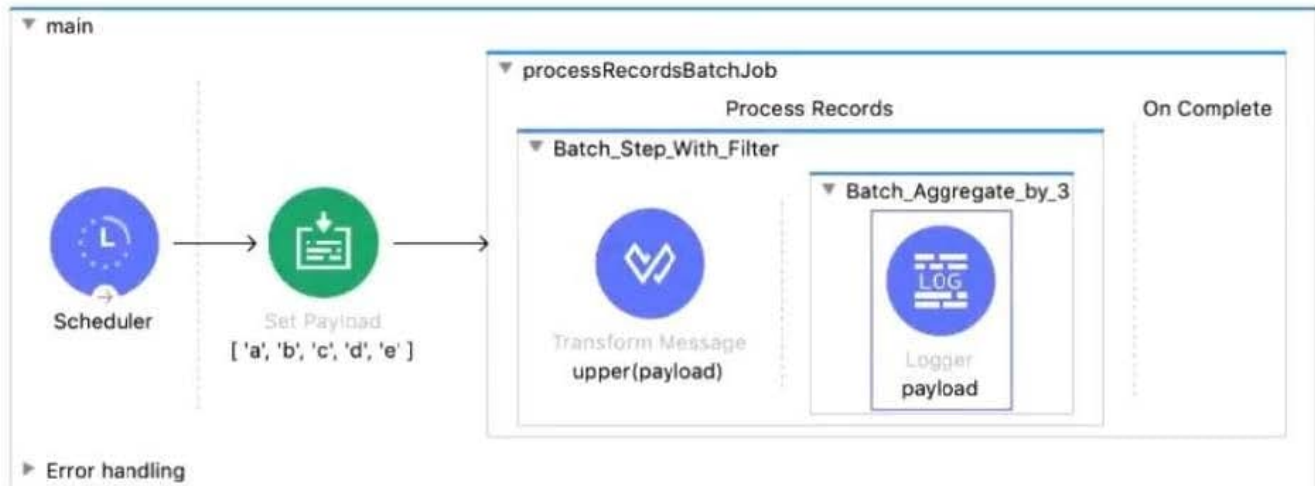 main
processRecordsBatchJob
Process Records
On Complete
Batch_Step_With_Filter
Batch_Aggregate_by_3
LOG
Scheduler
Set Payload
[ 'a', 'b', 'c', 'd', 'e' ]
Transform Message
upper(payload)
Logger
payload
Error handling